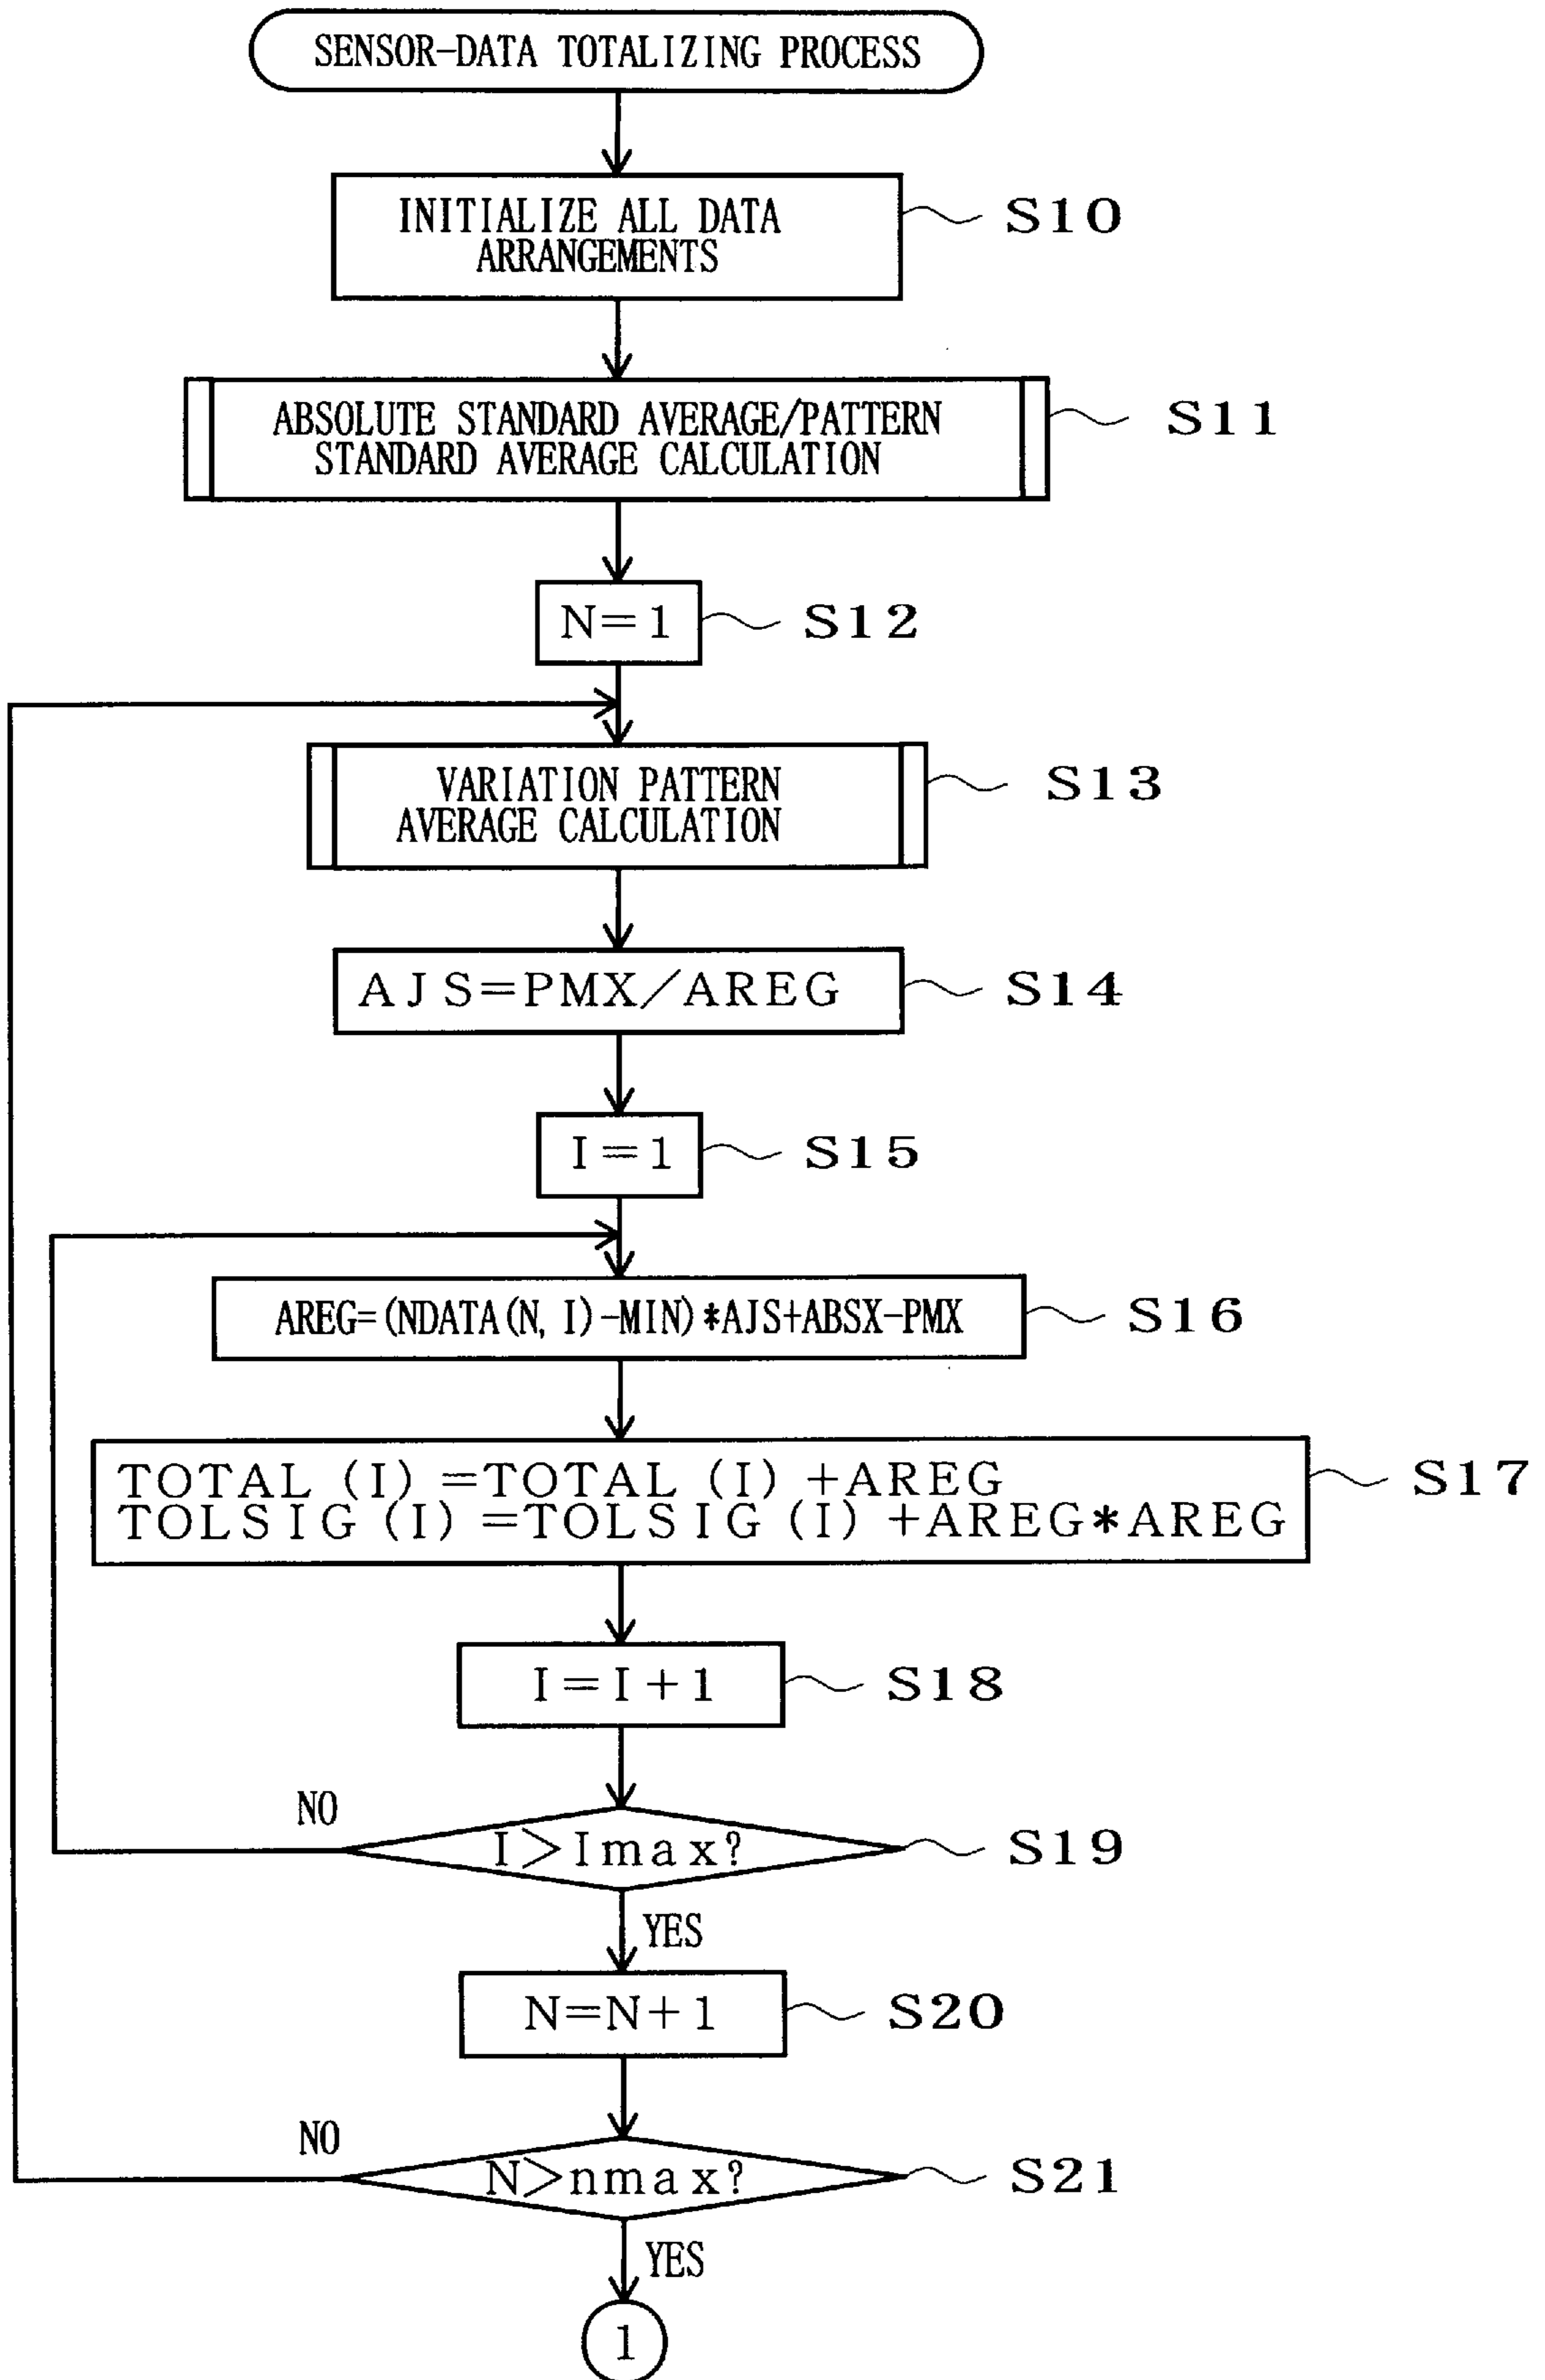 SENSOR-DATA TOTALIZING PROCESS
INITIALIZE ALL DATA
ARRANGEMENTS
S10
ABSOLUTE STANDARD AVERAGE/PATTERN
STANDARD AVERAGE CALCULATION
S11
N=1
S12
VARIATION PATTERN
AVERAGE CALCULATION
S13
AJS=PMX/AREG
S14
I=1
S15
AREG=(NDATA(N, I)-MIN)*AJS+ABSX-PMX
S16
TOTAL (I) =TOTAL (I) +AREG
TOLSIG (I) =TOLSIG (I) +AREG*AREG
S17
I=I+1
S18
NO
I>Imax?
S19
YES
N=N+1
S20
NO
N>nmax?
S21
YES
1